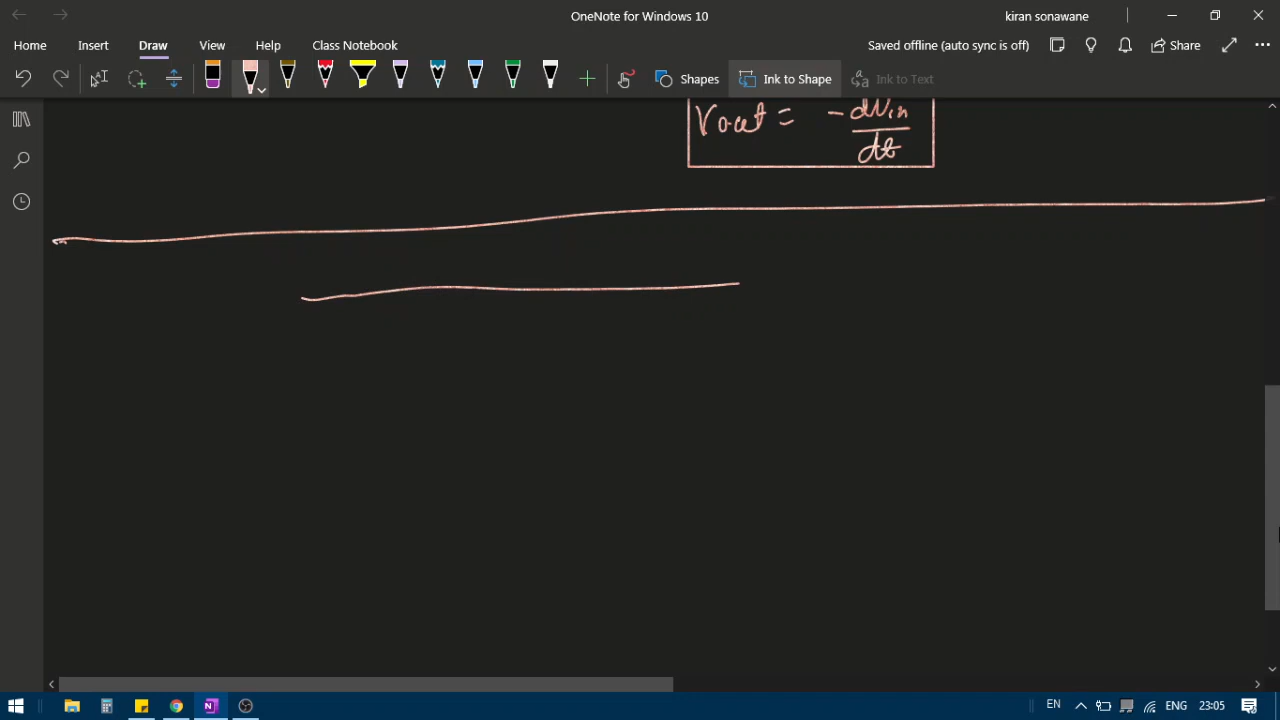 OneNote for Windows 10
kiran sonawane
Home Insert Draw View Help Class Notebook
Saved offline (auto sync is off) Share
Shapes Ink to Shape Ink to Text
Vout = - dVin
dt
EN ENG 23:05